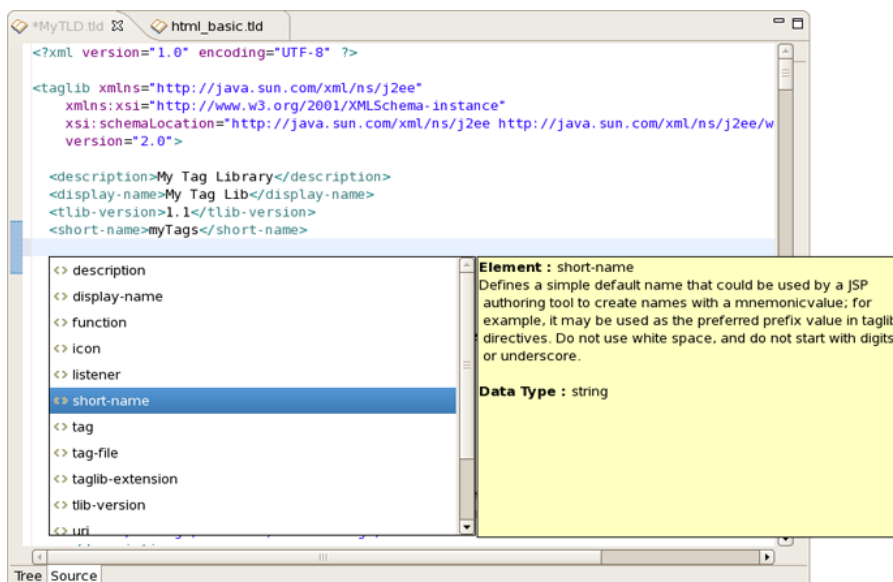 *MyTLD.tld
html_basic.tld
<?xml version="1.0" encoding="UTF-8" ?>
<taglib xmlns="http://java.sun.com/xml/ns/j2ee"
xmlns:xsi="http://www.w3.org/2001/XMLSchema-instance"
xsi:schemaLocation="http://java.sun.com/xml/ns/j2ee http://java.sun.com/xml/ns/j2ee/w
version="2.0">
<description>My Tag Library</description>
<display-name>My Tag Lib</display-name>
<tlib-version>1.1</tlib-version>
<short-name>myTags</short-name>
<> description
<> display-name
<> function
<> icon
<> listener
<> short-name
<> tag
<> tag-file
<> taglib-extension
<> tlib-version
<> uri
Element : short-name
Defines a simple default name that could be used by a JSP
authoring tool to create names with a mnemonicvalue; for
example, it may be used as the preferred prefix value in taglib
directives. Do not use white space, and do not start with digits
or underscore.
Data Type : string
Tree Source